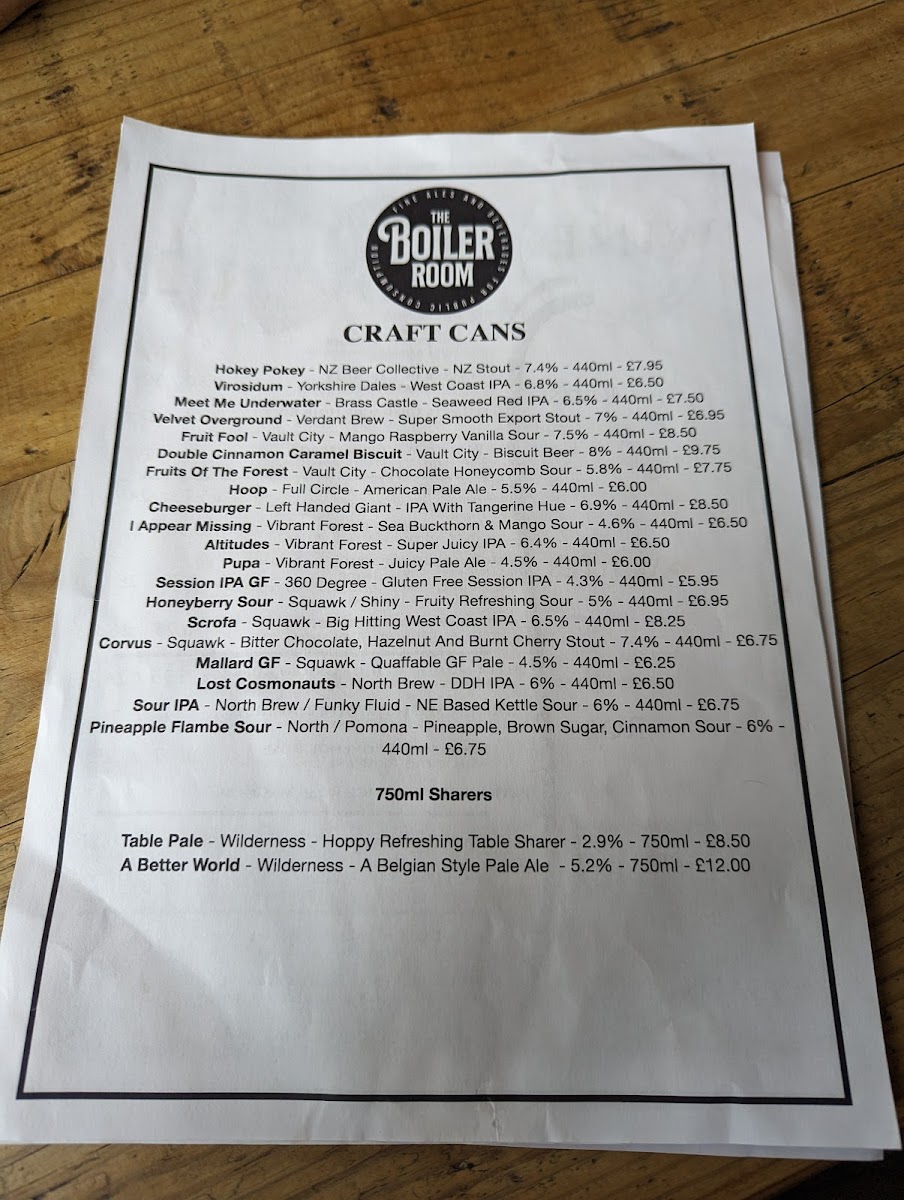 FINE ALES AND BEVERAGES FOR PUBLIC CONSUMPTION
THE
BOILER
ROOM
CRAFT CANS
Hokey Pokey - NZ Beer Collective - NZ Stout - 7.4% - 440ml - £7.95
Virosidum - Yorkshire Dales - West Coast IPA - 6.8% - 440ml - £6.50
Meet Me Underwater - Brass Castle - Seaweed Red IPA - 6.5% - 440ml - £7.50
Velvet Overground - Verdant Brew - Super Smooth Export Stout - 7% - 440ml - £6.95
Fruit Fool - Vault City - Mango Raspberry Vanilla Sour - 7.5% - 440ml - £8.50
Double Cinnamon Caramel Biscuit - Vault City - Biscuit Beer - 8% - 440ml - £9.75
Fruits Of The Forest - Vault City - Chocolate Honeycomb Sour - 5.8% - 440ml - £7.75
Hoop - Full Circle - American Pale Ale - 5.5% - 440ml - £6.00
Cheeseburger - Left Handed Giant - IPA With Tangerine Hue - 6.9% - 440ml - £8.50
I Appear Missing - Vibrant Forest - Sea Buckthorn & Mango Sour - 4.6% - 440ml - £6.50
Altitudes - Vibrant Forest - Super Juicy IPA - 6.4% - 440ml - £6.50
Pupa - Vibrant Forest - Juicy Pale Ale - 4.5% - 440ml - £6.00
Session IPA GF - 360 Degree - Gluten Free Session IPA - 4.3% - 440ml - £5.95
Honeyberry Sour - Squawk / Shiny - Fruity Refreshing Sour - 5% - 440ml - £6.95
Scrofa - Squawk - Big Hitting West Coast IPA - 6.5% - 440ml - £8.25
Corvus - Squawk - Bitter Chocolate, Hazelnut And Burnt Cherry Stout - 7.4% - 440ml - £6.75
Mallard GF - Squawk - Quaffable GF Pale - 4.5% - 440ml - £6.25
Lost Cosmonauts - North Brew - DDH IPA - 6% - 440ml - £6.50
Sour IPA - North Brew / Funky Fluid - NE Based Kettle Sour - 6% - 440ml - £6.75
Pineapple Flambe Sour - North / Pomona - Pineapple, Brown Sugar, Cinnamon Sour - 6% -
440ml - £6.75
750ml Sharers
Table Pale - Wilderness - Hoppy Refreshing Table Sharer - 2.9% - 750ml - £8.50
A Better World - Wilderness - A Belgian Style Pale Ale - 5.2% - 750ml - £12.00